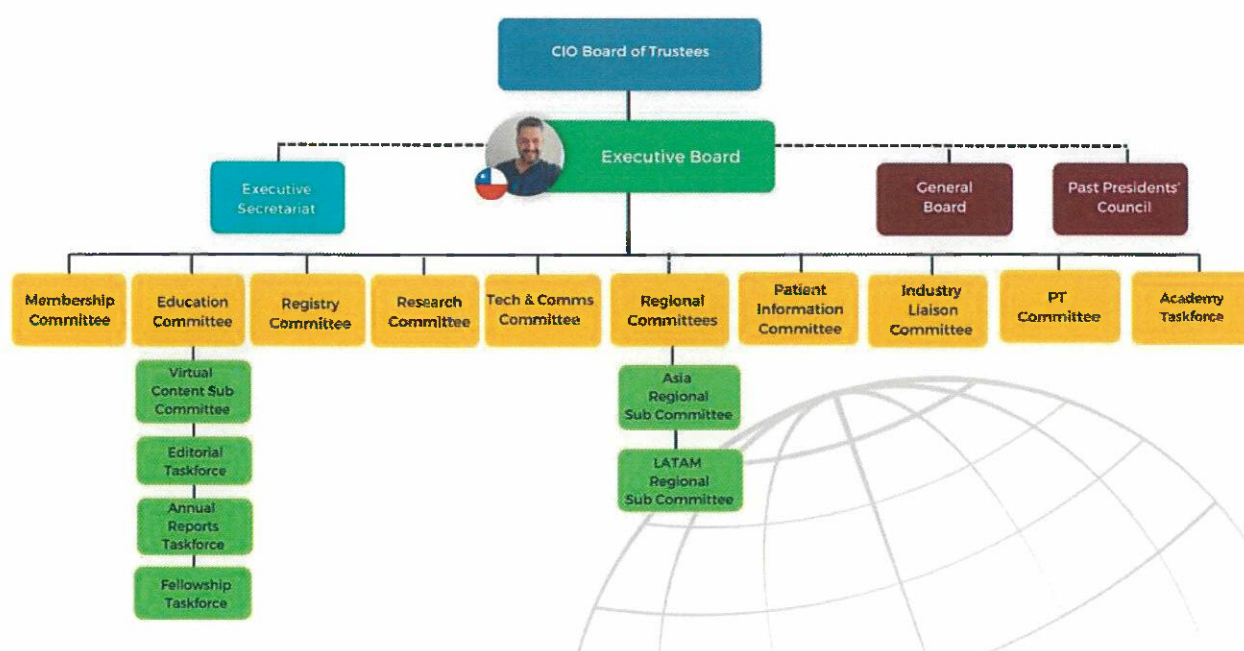 CIO Board of Trustees
Executive Board
Executive
Secretariat
General
Board
Past Presidents'
Council
Membership
Committee
Education
Committee
Registry
Committee
Research
Committee
Tech & Comms
Committee
Regional
Committees
Patient
Information
Committee
Industry
Liaison
Committee
PT
Committee
Academy
Taskforce
Virtual
Content Sub
Committee
Editorial
Taskforce
Annual
Reports
Taskforce
Fellowship
Taskforce
Asia
Regional
Sub Committee
LATAM
Regional
Sub Committee